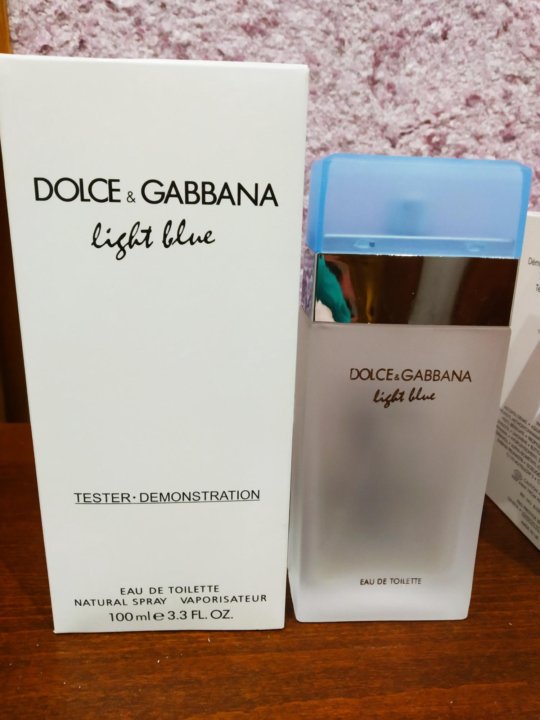 DOLCE & GABBANA
light blue
TESTER · DEMONSTRATION
EAU DE TOILETTE
NATURAL SPRAY VAPORISATEUR
100 ml e 3.3 FL. OZ.
DOLCE & GABBANA
light blue
EAU DE TOILETTE